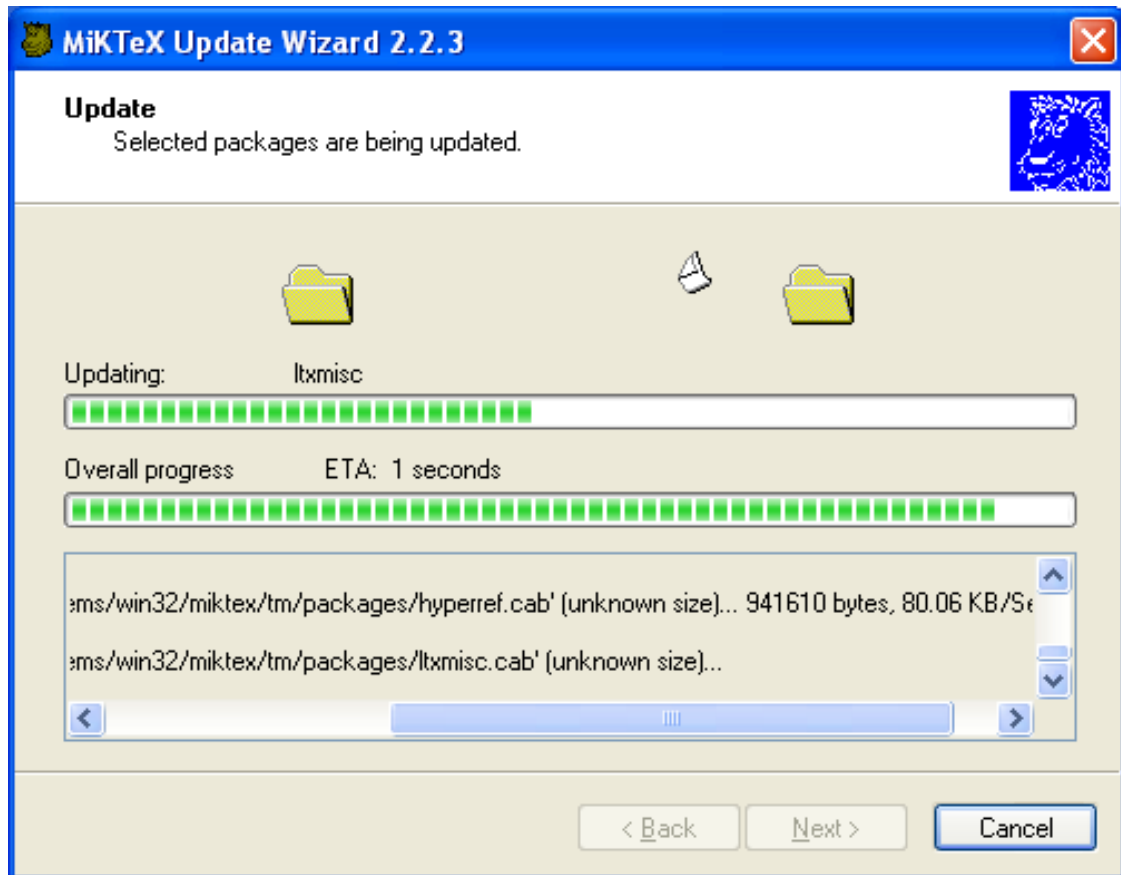 MiKTeX Update Wizard 2.2.3
Update
Selected packages are being updated.
Updating: ltxmisc
Overall progress ETA: 1 seconds
ems/win32/miktex/tm/packages/hyperref.cab' (unknown size)... 941610 bytes, 80.06 KB/Se
ems/win32/miktex/tm/packages/ltxmisc.cab' (unknown size)...
< Back Next > Cancel